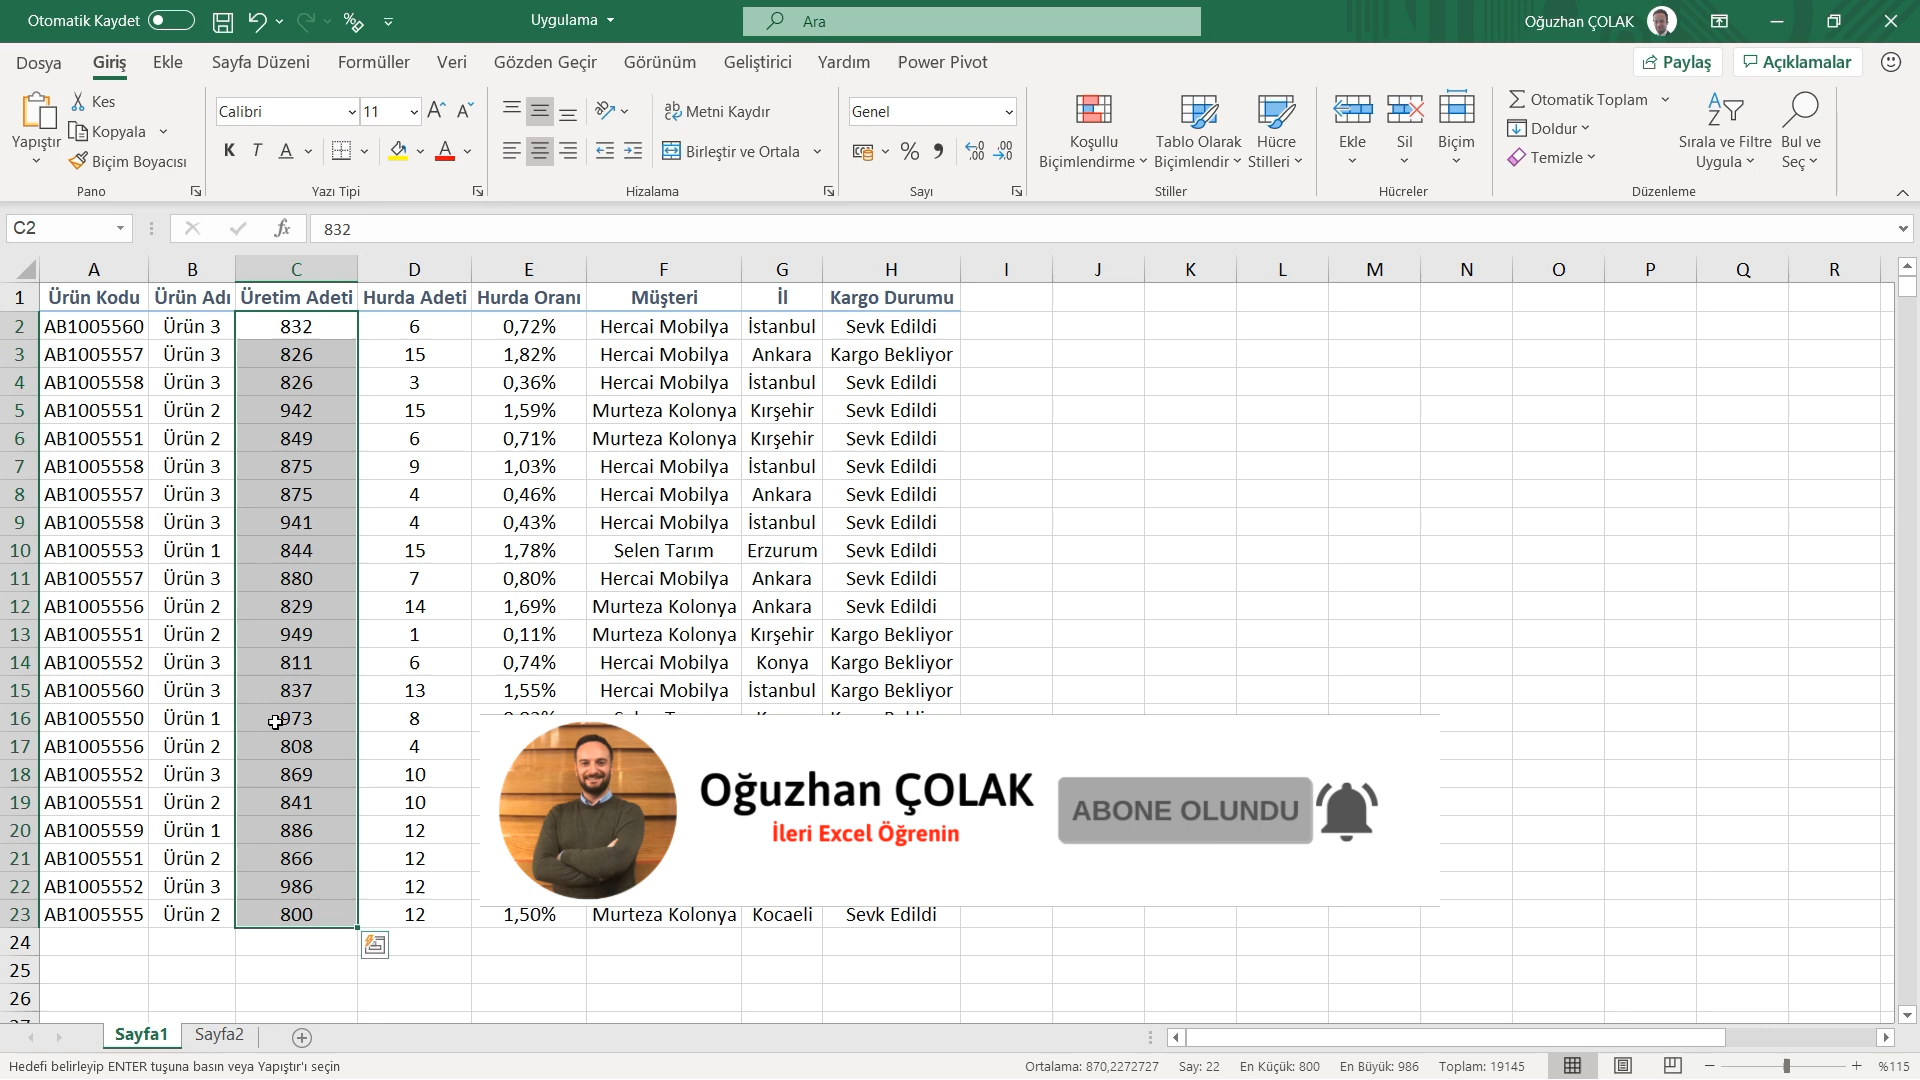 Otomatik Kaydet Uygulama Ara Oğuzhan ÇOLAK
Dosya Giriş Ekle Sayfa Düzeni Formüller Veri Gözden Geçir Görünüm Geliştirici Yardım Power Pivot Paylaş Açıklamalar
Yapıştır Kes Kopyala Biçim Boyacısı
Pano
Calibri 11
K T A A
Yazı Tipi
Metni Kaydır
Birleştir ve Ortala
Hizalama
Genel
Sayı
Koşullu Biçimlendirme Tablo Olarak Biçimlendir Hücre Stilleri
Stiller
Ekle Sil Biçim
Hücreler
Otomatik Toplam
Doldur
Temizle
Sırala ve Filtre Uygula Bul ve Seç
Düzenleme
C2 fx 832
A B C D E F G H I J K L M N O P Q R
1 Ürün Kodu Ürün Adı Üretim Adeti Hurda Adeti Hurda Oranı Müşteri İl Kargo Durumu
2 AB1005560 Ürün 3 832 6 0,72% Hercai Mobilya İstanbul Sevk Edildi
3 AB1005557 Ürün 3 826 15 1,82% Hercai Mobilya Ankara Kargo Bekliyor
4 AB1005558 Ürün 3 826 3 0,36% Hercai Mobilya İstanbul Sevk Edildi
5 AB1005551 Ürün 2 942 15 1,59% Murteza Kolonya Kırşehir Sevk Edildi
6 AB1005551 Ürün 2 849 6 0,71% Murteza Kolonya Kırşehir Sevk Edildi
7 AB1005558 Ürün 3 875 9 1,03% Hercai Mobilya İstanbul Sevk Edildi
8 AB1005557 Ürün 3 875 4 0,46% Hercai Mobilya Ankara Sevk Edildi
9 AB1005558 Ürün 3 941 4 0,43% Hercai Mobilya İstanbul Sevk Edildi
10 AB1005553 Ürün 1 844 15 1,78% Selen Tarım Erzurum Sevk Edildi
11 AB1005557 Ürün 3 880 7 0,80% Hercai Mobilya Ankara Sevk Edildi
12 AB1005556 Ürün 2 829 14 1,69% Murteza Kolonya Ankara Sevk Edildi
13 AB1005551 Ürün 2 949 1 0,11% Murteza Kolonya Kırşehir Kargo Bekliyor
14 AB1005552 Ürün 3 811 6 0,74% Hercai Mobilya Konya Kargo Bekliyor
15 AB1005560 Ürün 3 837 13 1,55% Hercai Mobilya İstanbul Kargo Bekliyor
16 AB1005550 Ürün 1 973 8
17 AB1005556 Ürün 2 808 4
18 AB1005552 Ürün 3 869 10
19 AB1005551 Ürün 2 841 10
20 AB1005559 Ürün 1 886 12
21 AB1005551 Ürün 2 866 12
22 AB1005552 Ürün 3 986 12
23 AB1005555 Ürün 2 800 12 1,50% Murteza Kolonya Kocaeli Sevk Edildi
24
25
26
Oğuzhan ÇOLAK
İleri Excel Öğrenin
ABONE OLUNDU
Sayfa1 Sayfa2
Hedefi belirleyip ENTER tuşuna basın veya Yapıştır'ı seçin Ortalama: 870,2272727 Say: 22 En Küçük: 800 En Büyük: 986 Toplam: 19145 %115